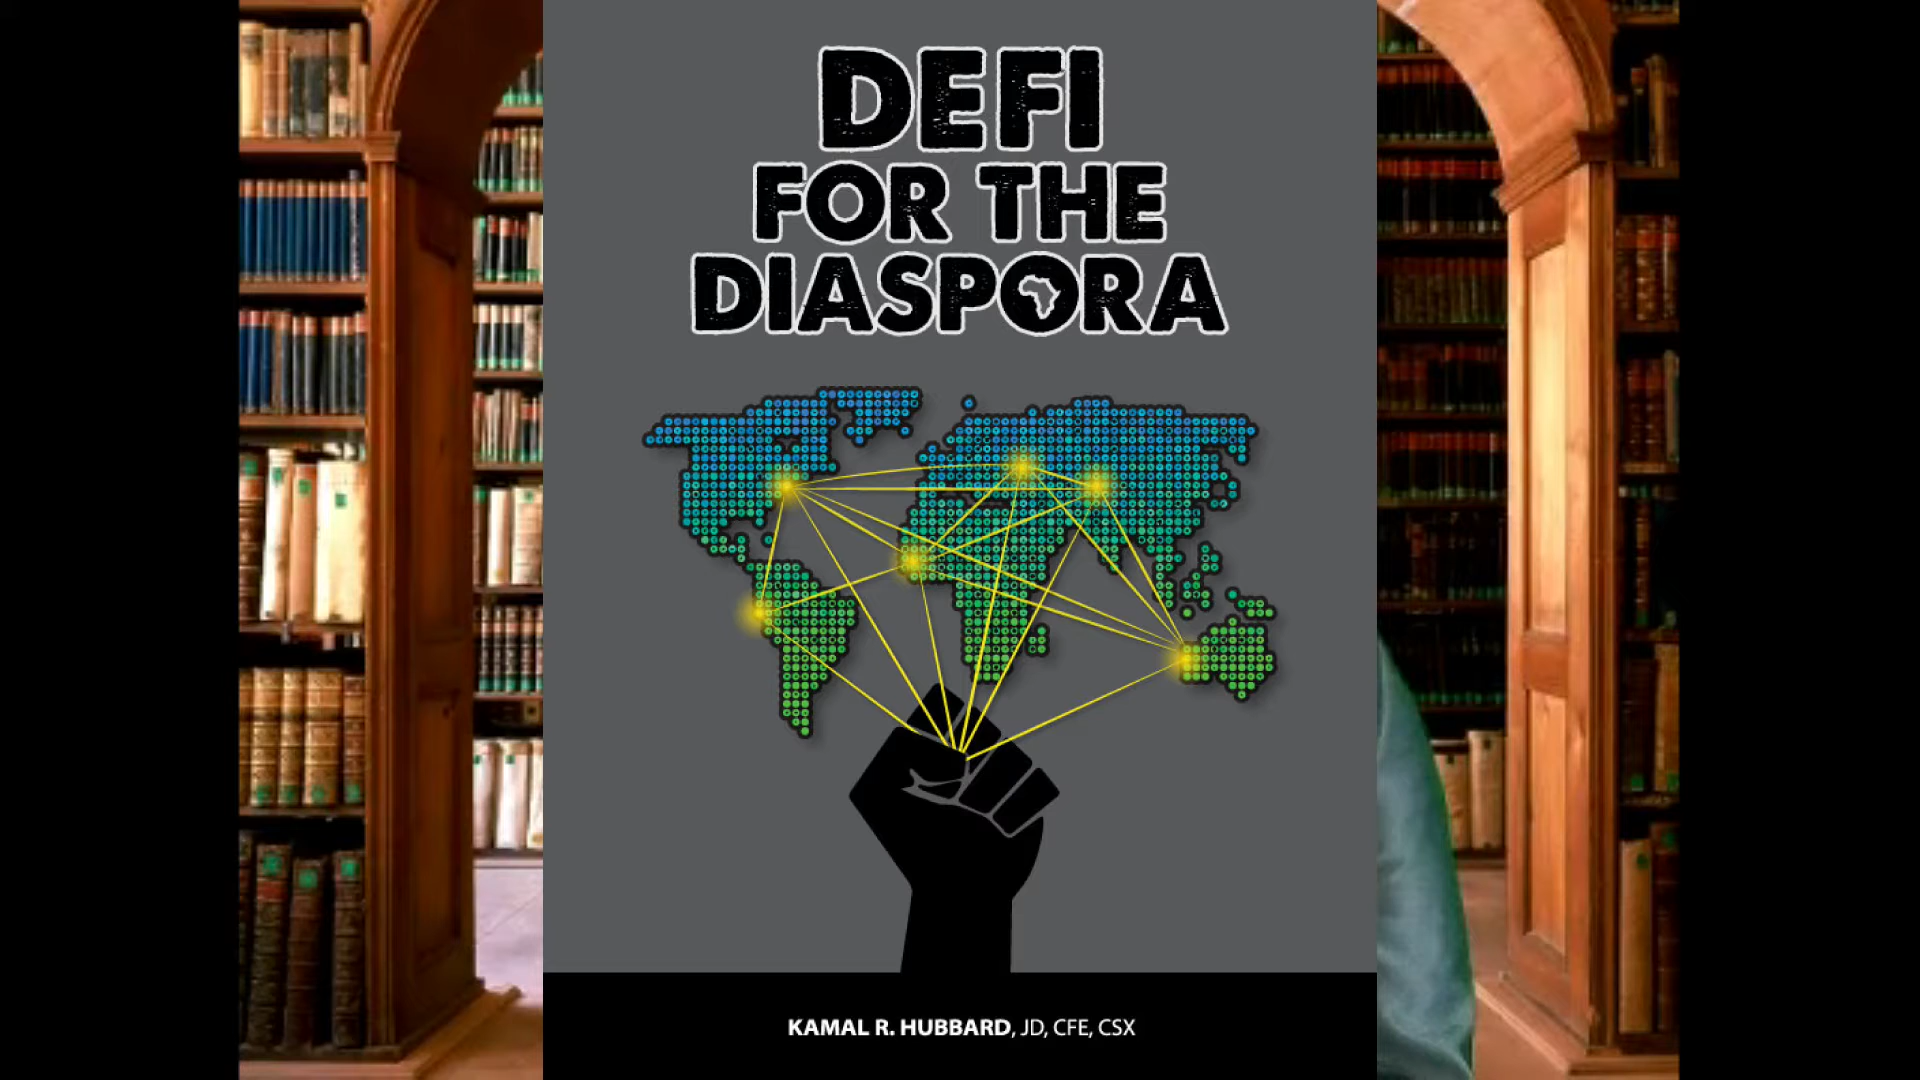 DEFI
FOR THE
DIASPORA
KAMAL R. HUBBARD, JD, CFE, CSX